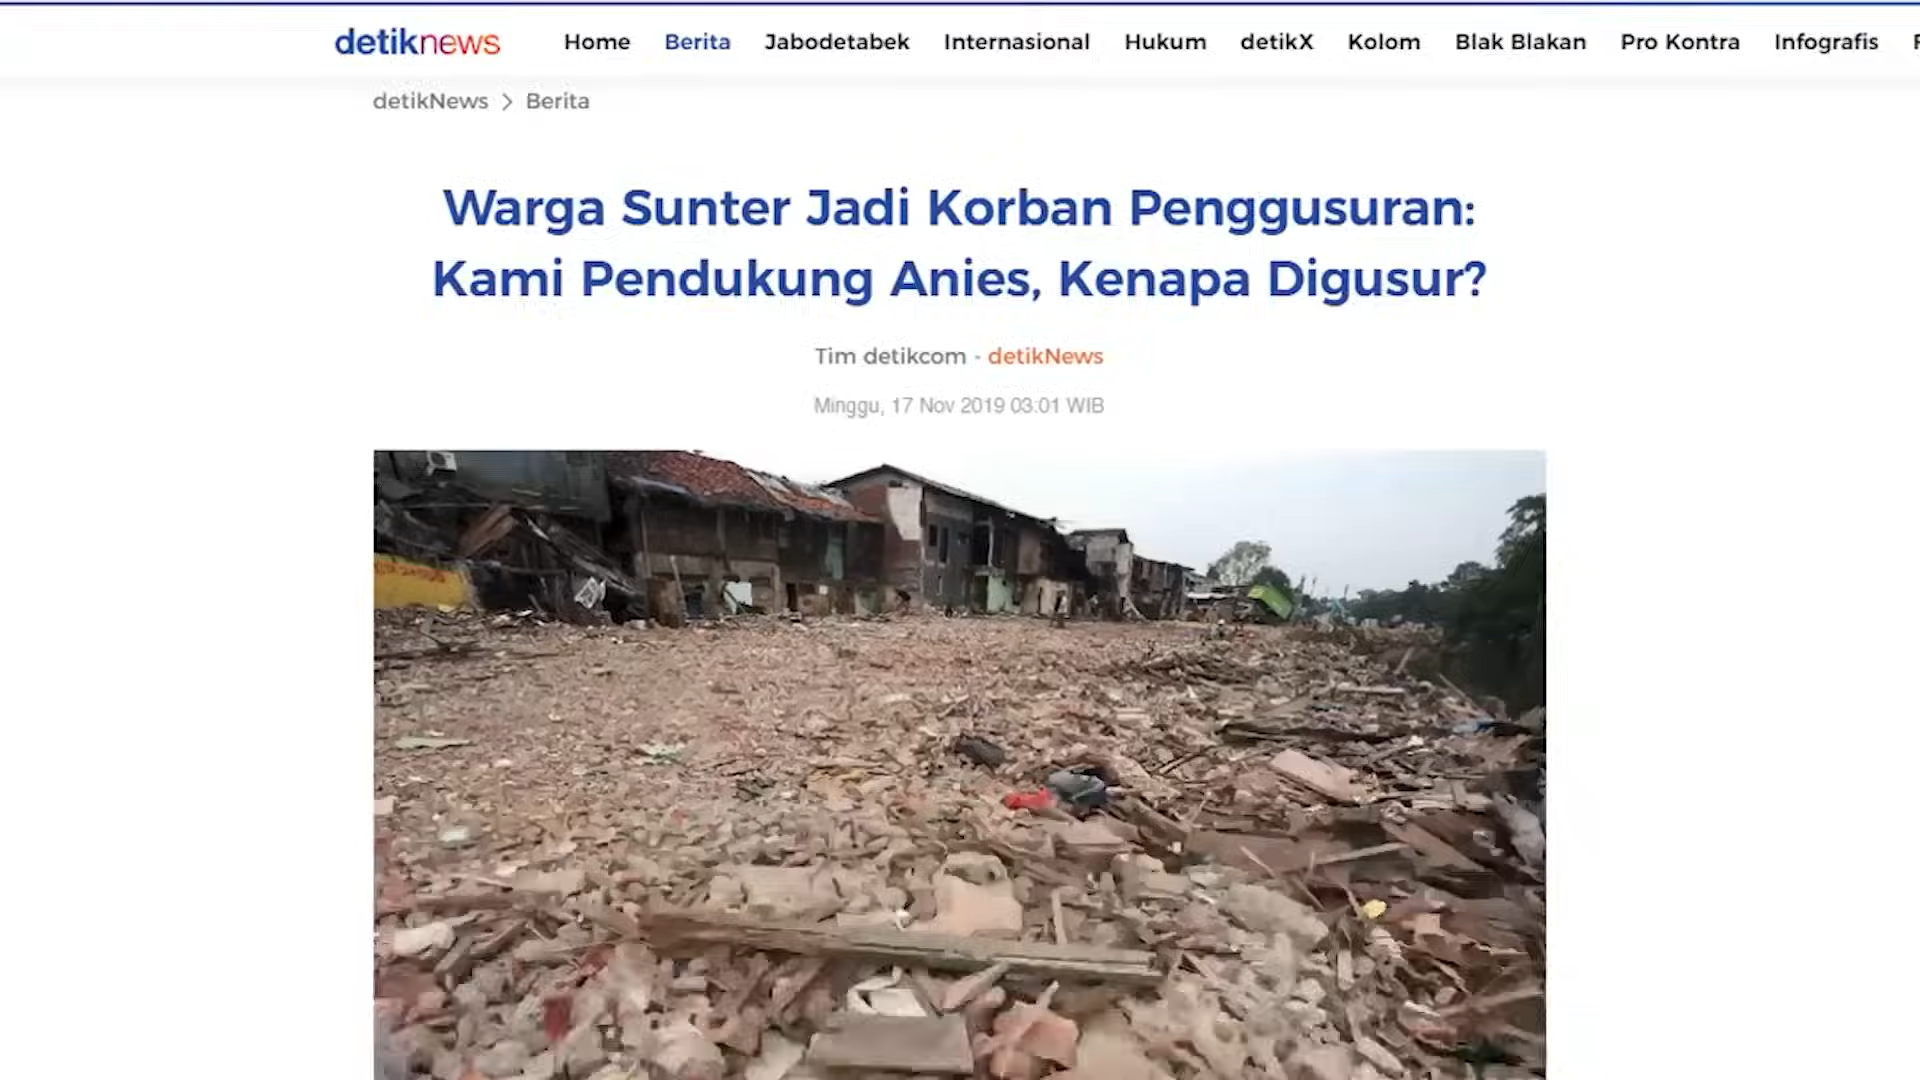 detiknews Home Berita Jabodetabek Internasional Hukum detikX Kolom Blak Blakan Pro Kontra Infografis
detikNews > Berita
Warga Sunter Jadi Korban Penggusuran:
Kami Pendukung Anies, Kenapa Digusur?
Tim detikcom - detikNews
Minggu, 17 Nov 2019 03:01 WIB